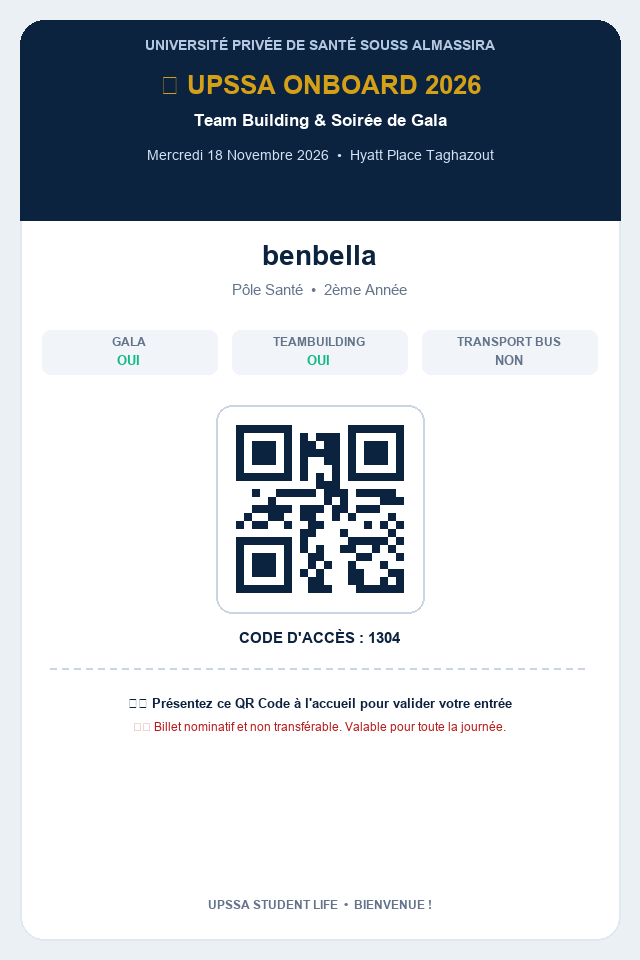 UNIVERSITÉ PRIVÉE DE SANTÉ SOUSS ALMASSIRA
UPSSA ONBOARD 2026
Team Building & Soirée de Gala
Mercredi 18 Novembre 2026 • Hyatt Place Taghazout
benbella
Pôle Santé • 2ème Année
GALA
OUI
TEAMBUILDING
OUI
TRANSPORT BUS
NON
CODE D'ACCÈS : 1304
Présentez ce QR Code à l'accueil pour valider votre entrée
Billet nominatif et non transférable. Valable pour toute la journée.
UPSSA STUDENT LIFE • BIENVENUE !